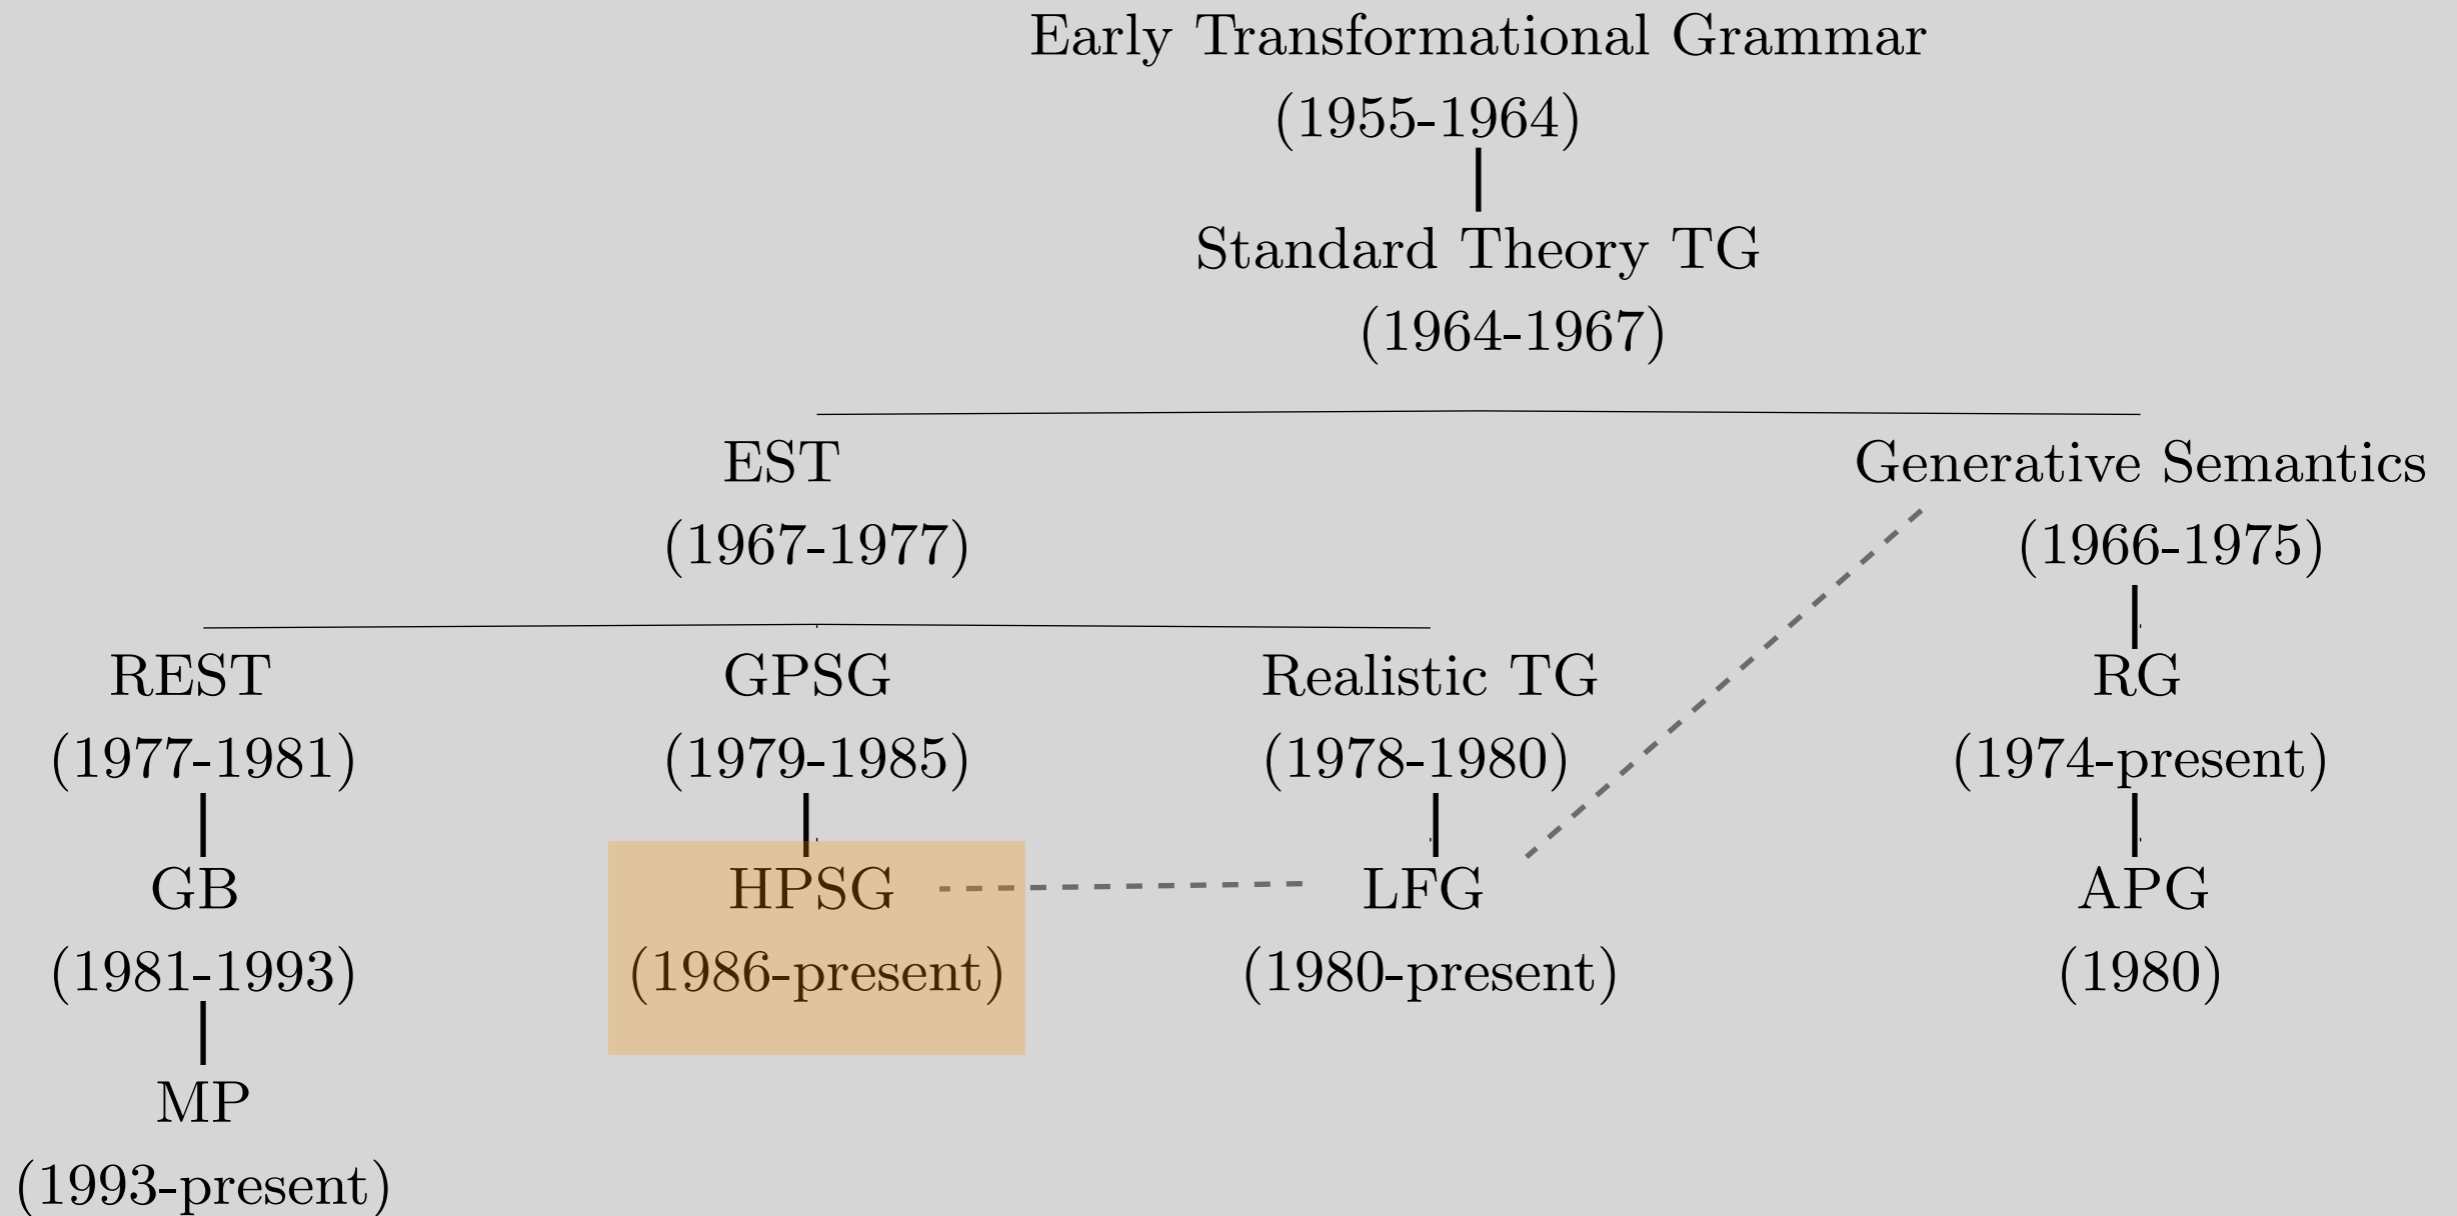 Early Transformational Grammar
(1955-1964)
Standard Theory TG
(1964-1967)
EST
(1967-1977)
Generative Semantics
(1966-1975)
REST
(1977-1981)
GPSG
(1979-1985)
Realistic TG
(1978-1980)
RG
(1974-present)
GB
(1981-1993)
HPSG
(1986-present)
LFG
(1980-present)
APG
(1980)
MP
(1993-present)